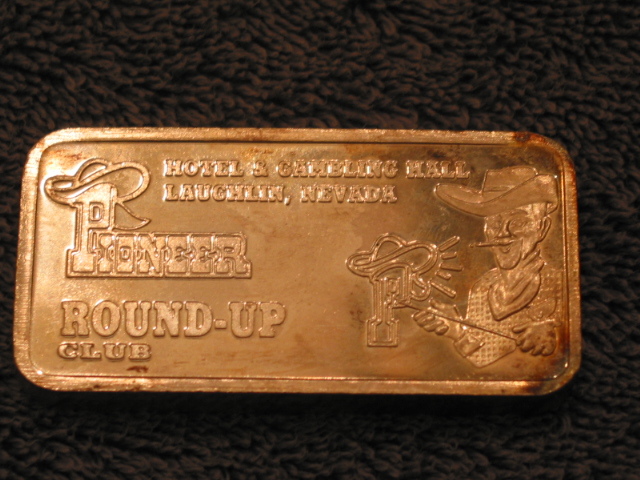 HOTEL & GAMBLING HALL
LAUGHLIN, NEVADA
PIONEER
P
ROUND-UP
CLUB